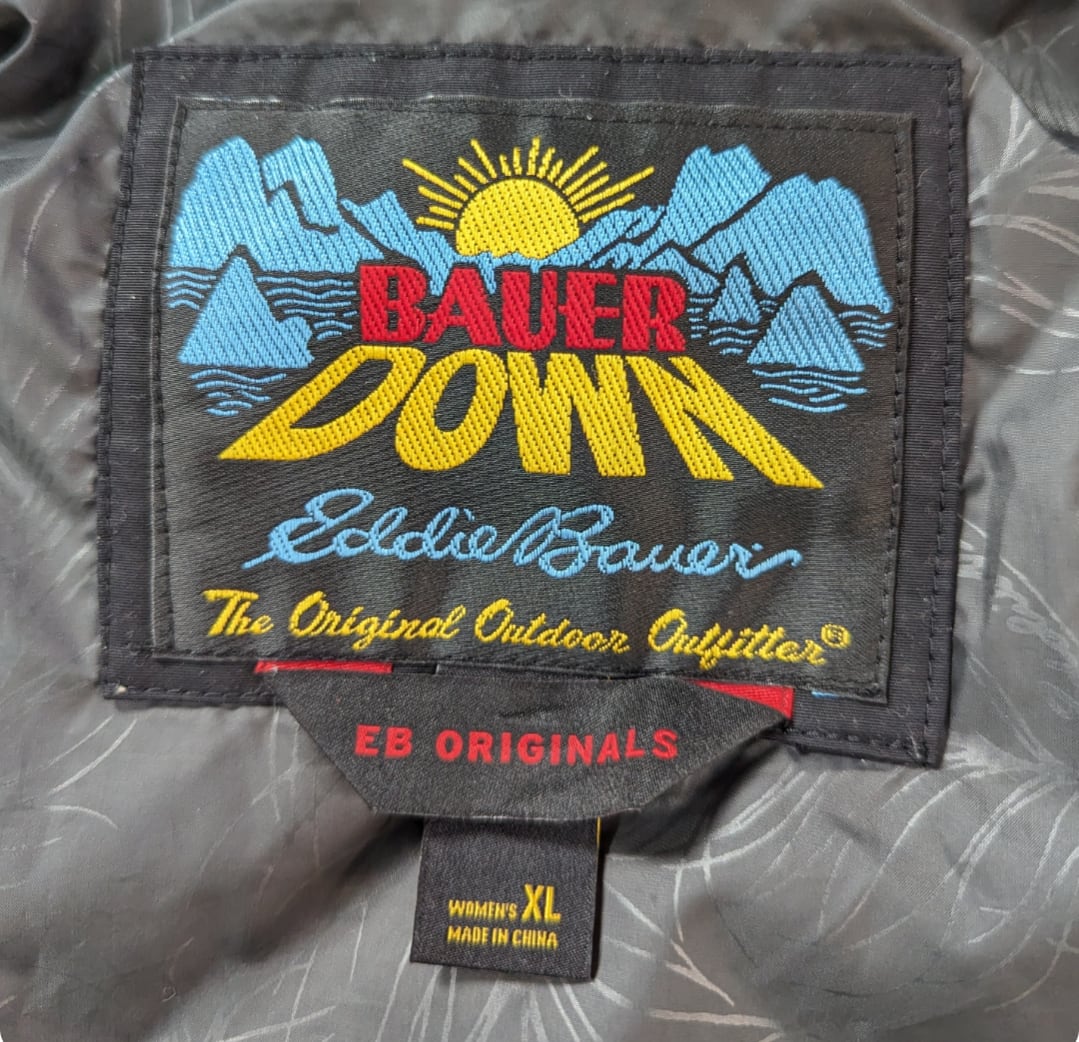 BAUER
DOWN
Eddie Bauer
The Original Outdoor Outfitter®
EB ORIGINALS
WOMEN'S XL
MADE IN CHINA